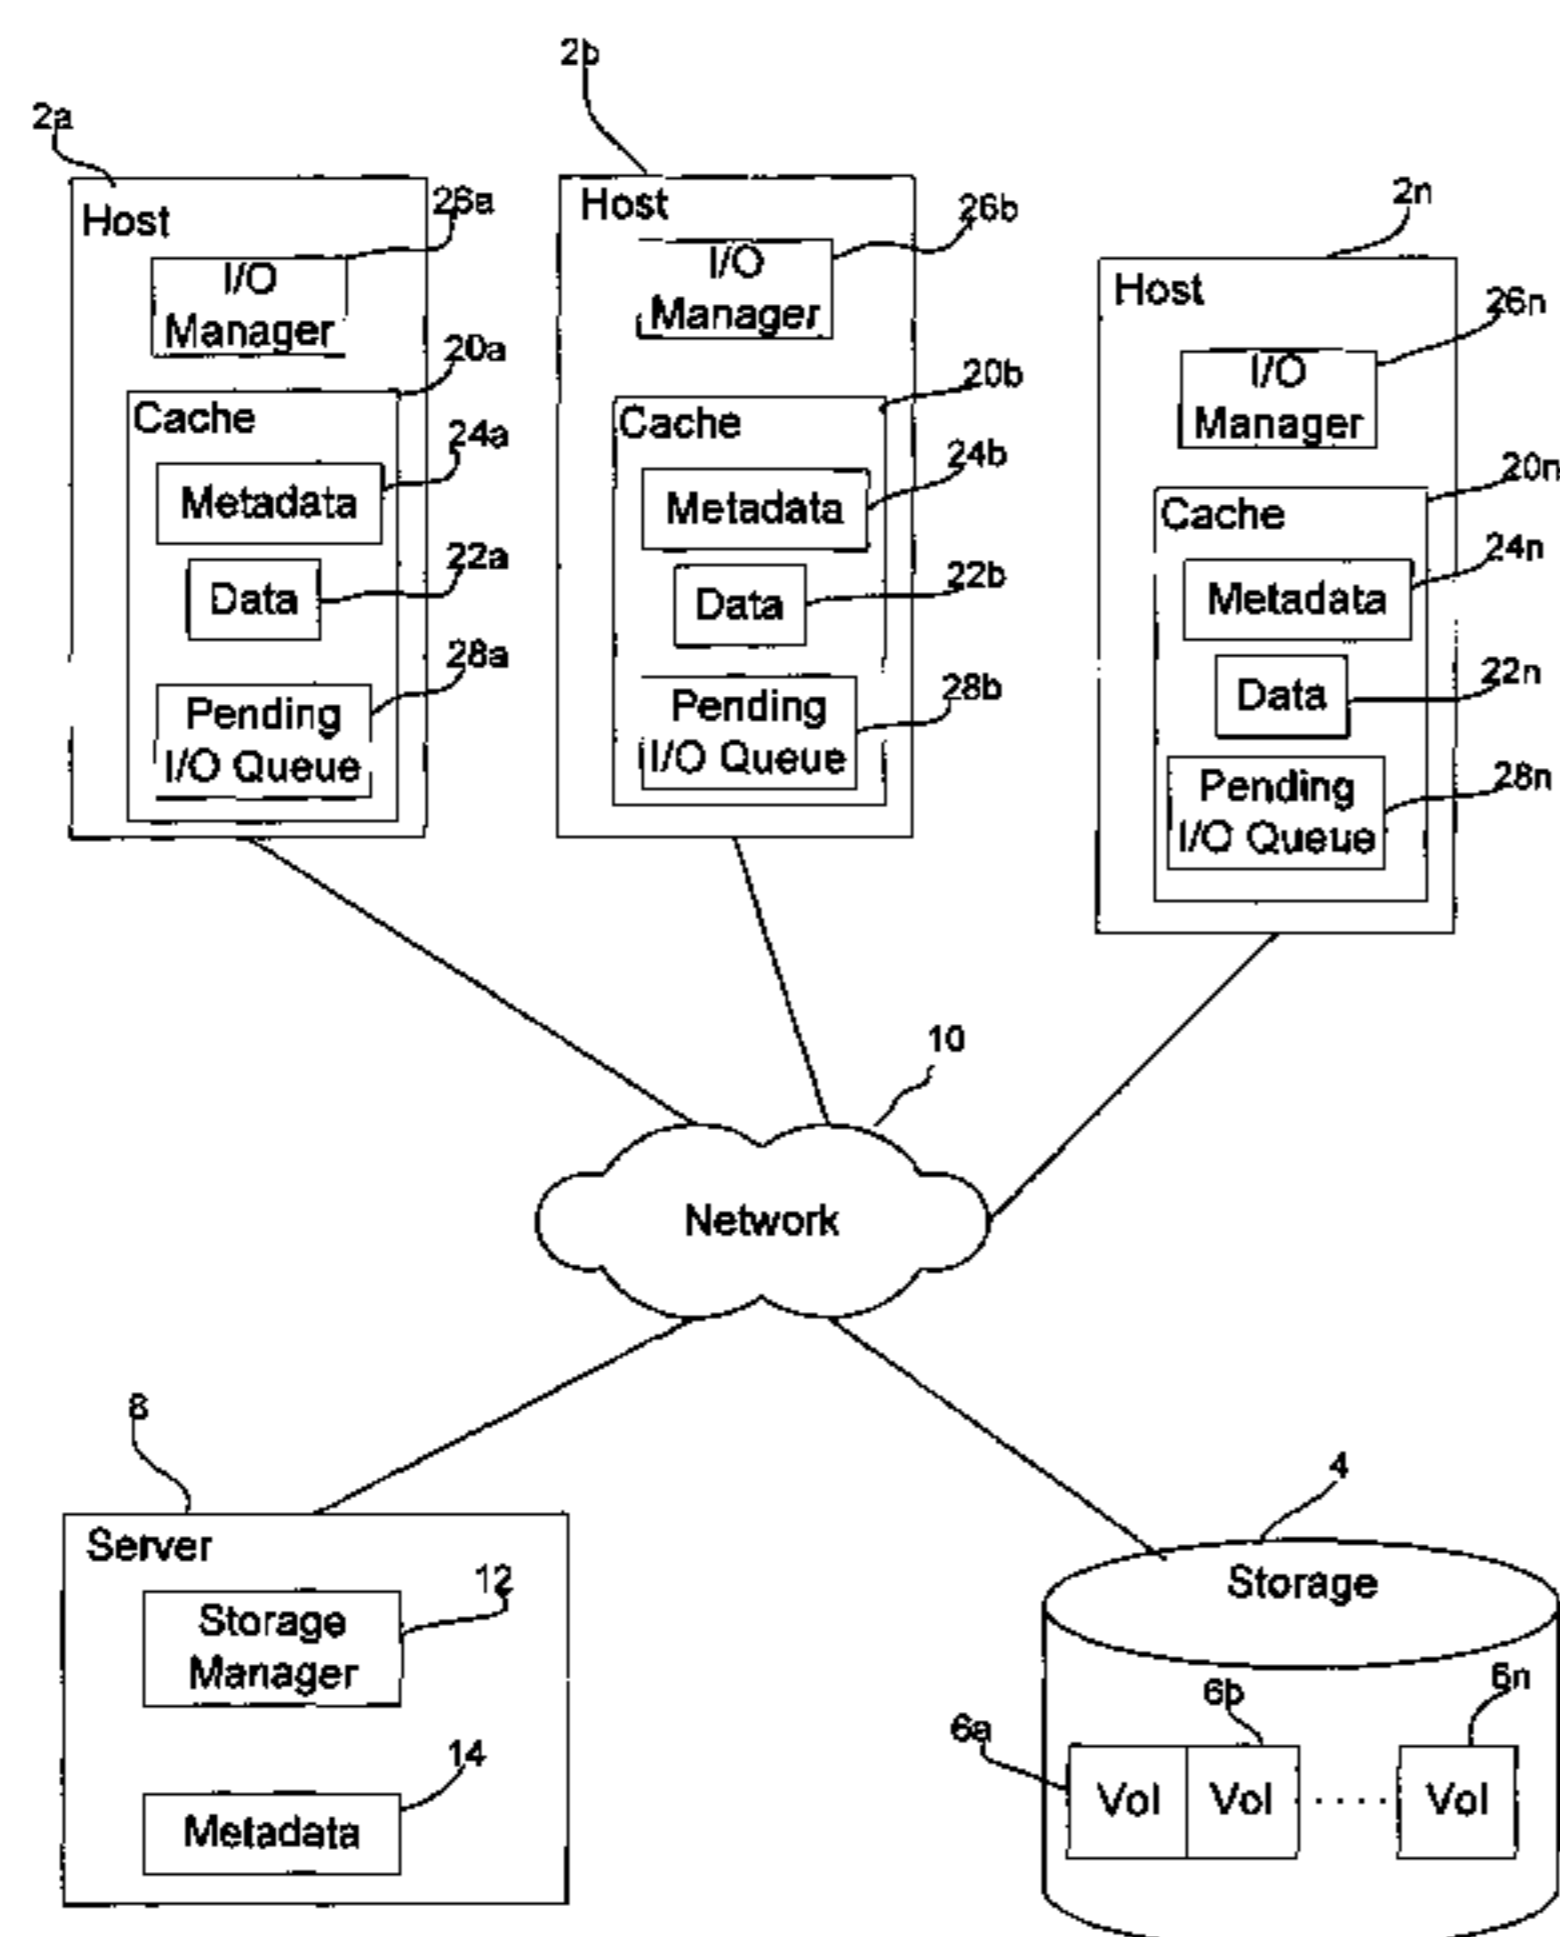 2a
Host
26a
I/O
Manager
20a
Cache
24a
Metadata
22a
Data
28a
Pending
I/O Queue
2b
Host
26b
I/O
Manager
20b
Cache
24b
Metadata
22b
Data
28b
Pending
I/O Queue
2n
Host
26n
I/O
Manager
20n
Cache
24n
Metadata
22n
Data
28n
Pending
I/O Queue
10
Network
8
Server
12
Storage
Manager
14
Metadata
4
Storage
6a
6b
6n
Vol Vol ..... Vol